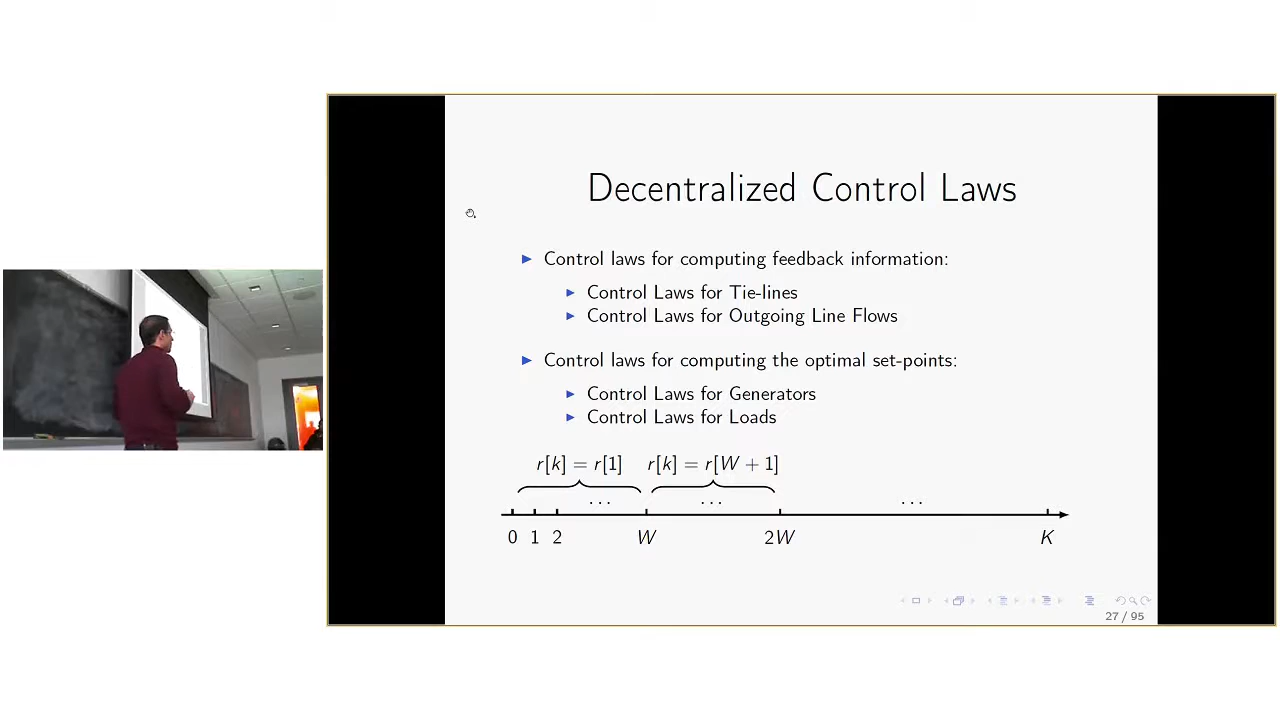 Decentralized Control Laws
Control laws for computing feedback information:
Control Laws for Tie-lines
Control Laws for Outgoing Line Flows
Control laws for computing the optimal set-points:
Control Laws for Generators
Control Laws for Loads
r[k] = r[1] r[k] = r[W + 1]
... ... ...
0 1 2 W 2W K
27 / 95